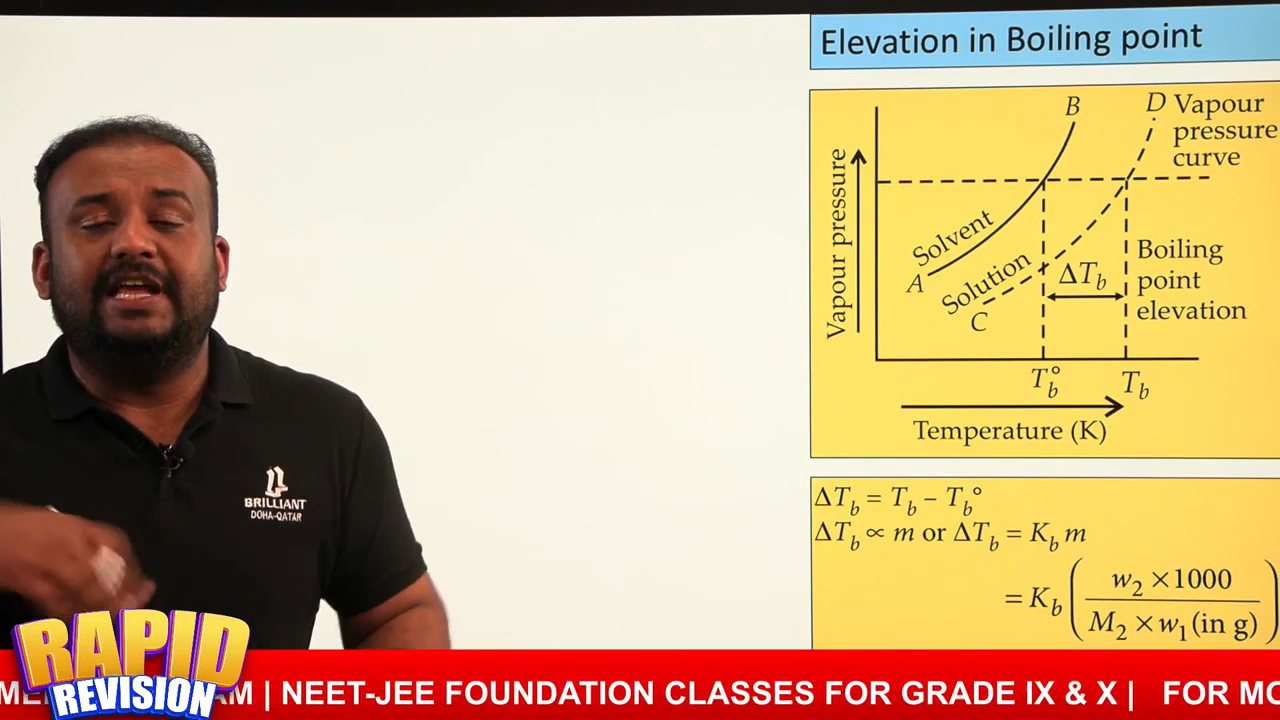 Elevation in Boiling point
B
D Vapour
pressure
curve
Vapour pressure
Solvent
A
Solution
C
ΔT_b
Boiling
point
elevation
T_b° T_b
Temperature (K)
ΔT_b = T_b – T_b°
ΔT_b ∝ m or ΔT_b = K_b m
= K_b ( w_2 ×1000 / M_2 × w_1 (in g) )
BRILLIANT
DOHA-QATAR
RAPID
REVISION
AM | NEET-JEE FOUNDATION CLASSES FOR GRADE IX & X | FOR MO